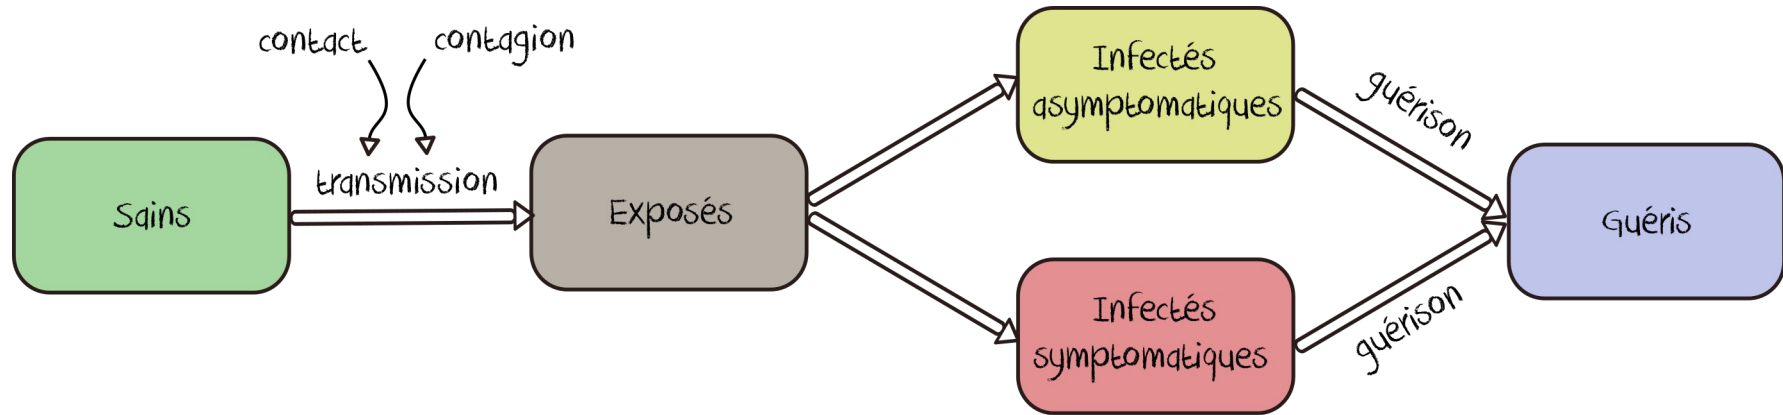 contact
contagion
transmission
Sains
Exposés
Infectés
asymptomatiques
Infectés
symptomatiques
guérison
guérison
Guéris